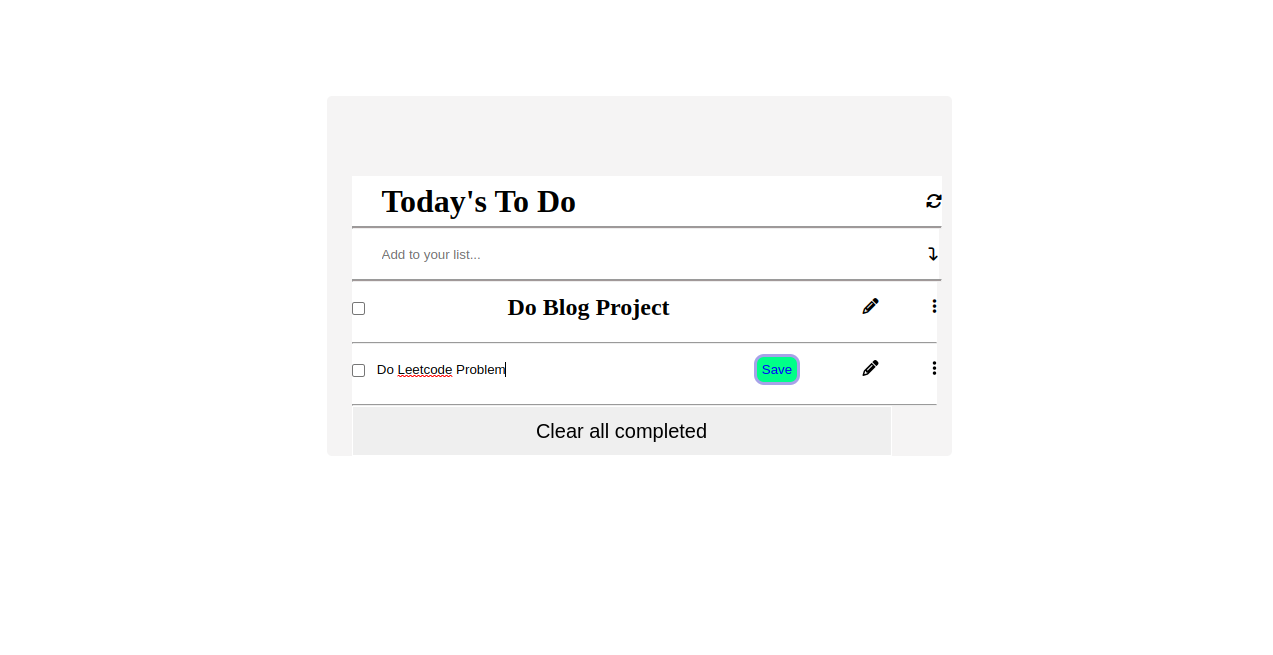 Today's To Do
Add to your list...
Do Blog Project
Do Leetcode Problem Save
Clear all completed